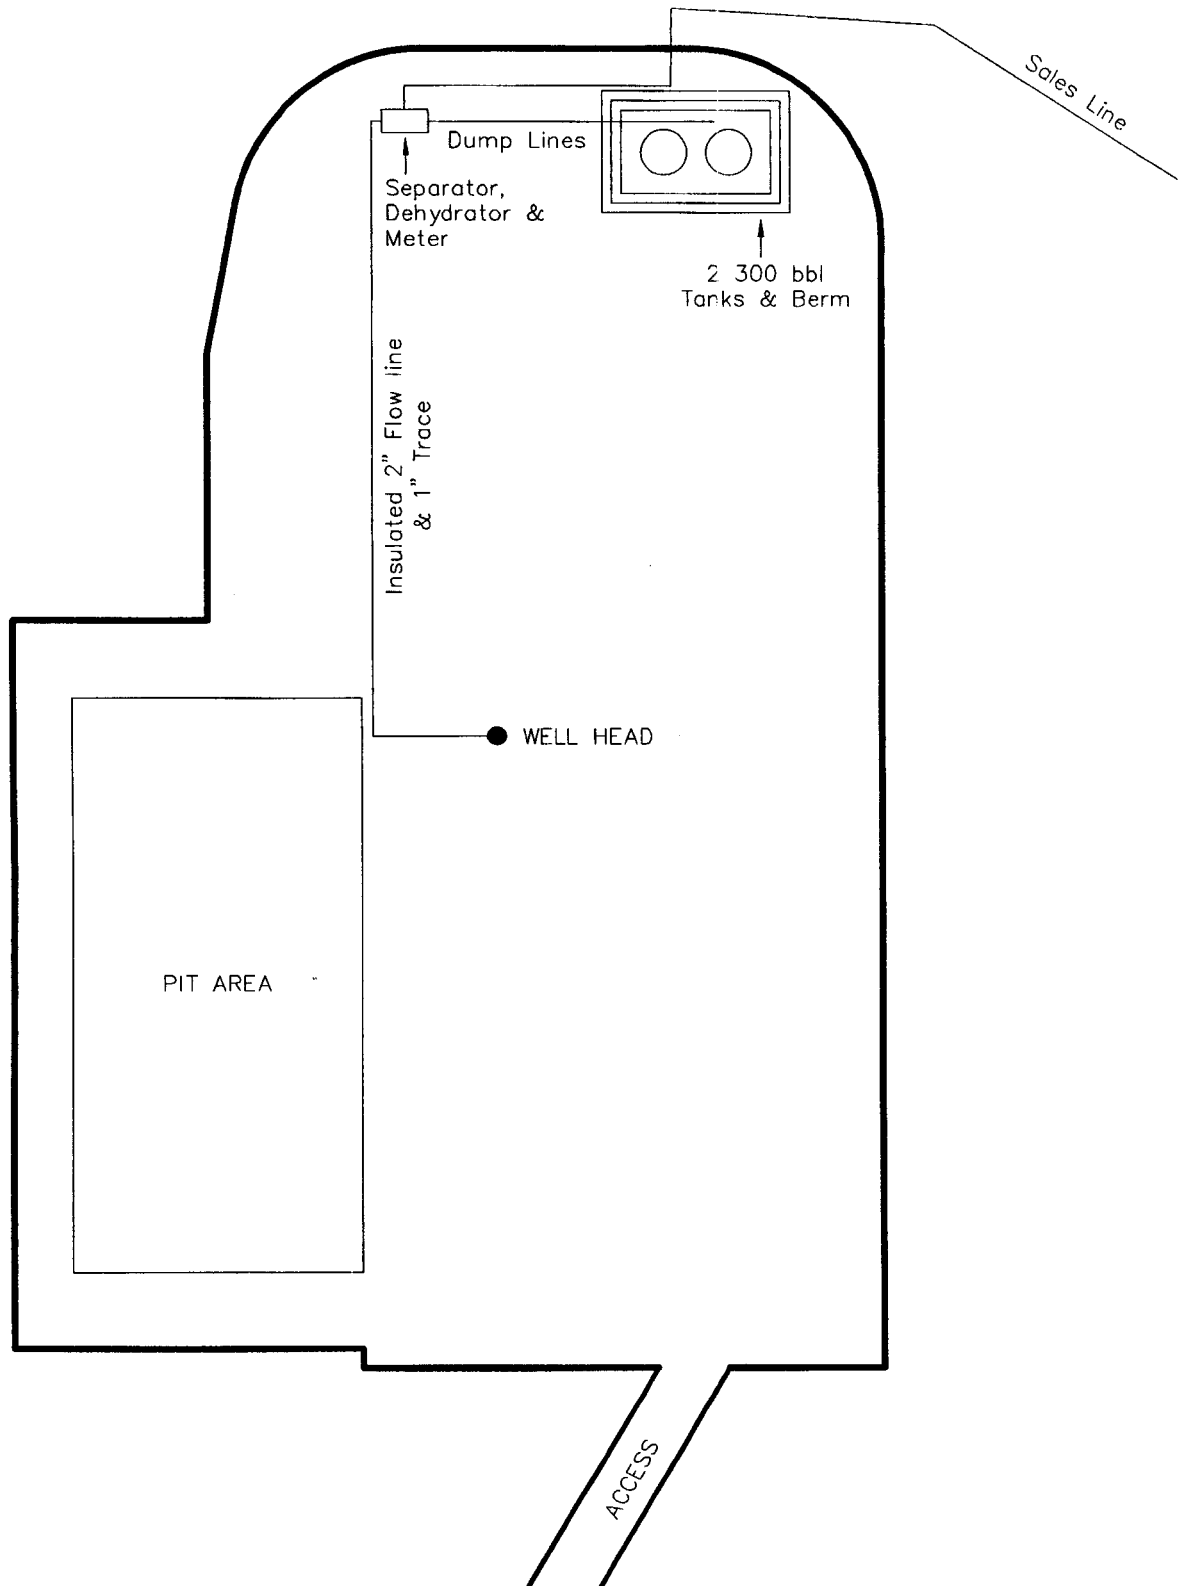 Sales Line
Dump Lines
Separator,
Dehydrator &
Meter
2 300 bbl
Tanks & Berm
Insulated 2" Flow line
& 1" Trace
WELL HEAD
PIT AREA
ACCESS